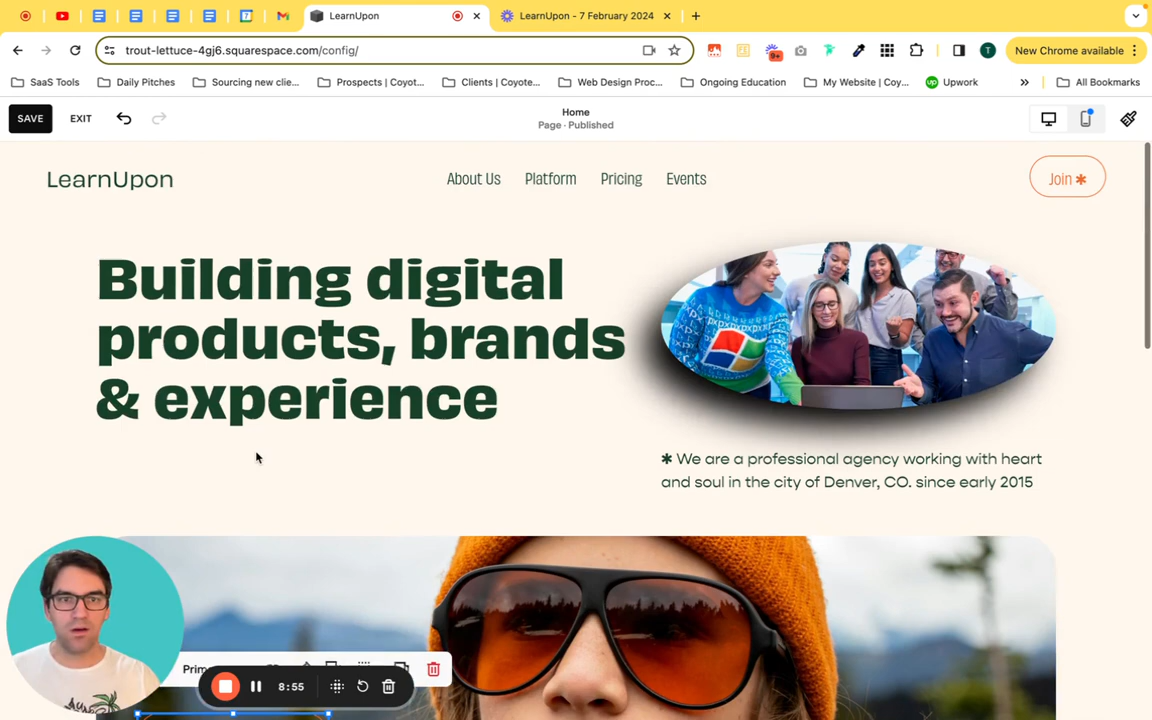 LearnUpon
LearnUpon - 7 February 2024
trout-lettuce-4gj6.squarespace.com/config/
9+
T
New Chrome available
SaaS Tools
Daily Pitches
Sourcing new clie...
Prospects | Coyot...
Clients | Coyote...
Web Design Proc...
Ongoing Education
My Website | Coy...
Upwork
All Bookmarks
SAVE
EXIT
Home
Page · Published
LearnUpon
About Us
Platform
Pricing
Events
Join ✱
Building digital
products, brands
& experience
✱ We are a professional agency working with heart
and soul in the city of Denver, CO. since early 2015
8:55